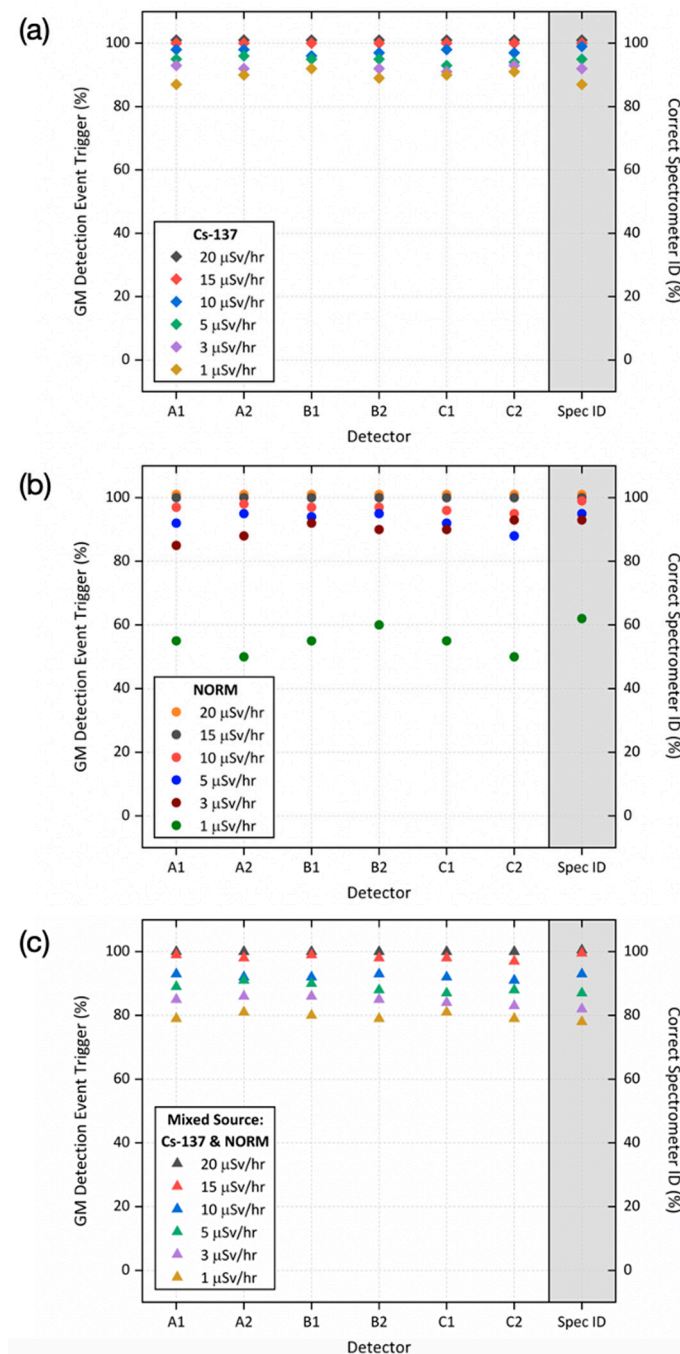 (a)
100
80
60
40
20
0
GM Detection Event Trigger (%)
Cs-137
20 μSv/hr
15 μSv/hr
10 μSv/hr
5 μSv/hr
3 μSv/hr
1 μSv/hr
100
80
60
40
20
0
Correct Spectrometer ID (%)
A1 A2 B1 B2 C1 C2 Spec ID
Detector
(b)
100
80
60
40
20
0
GM Detection Event Trigger (%)
NORM
20 μSv/hr
15 μSv/hr
10 μSv/hr
5 μSv/hr
3 μSv/hr
1 μSv/hr
100
80
60
40
20
0
Correct Spectrometer ID (%)
A1 A2 B1 B2 C1 C2 Spec ID
Detector
(c)
100
80
60
40
20
0
GM Detection Event Trigger (%)
Mixed Source:
Cs-137 & NORM
20 μSv/hr
15 μSv/hr
10 μSv/hr
5 μSv/hr
3 μSv/hr
1 μSv/hr
100
80
60
40
20
0
Correct Spectrometer ID (%)
A1 A2 B1 B2 C1 C2 Spec ID
Detector